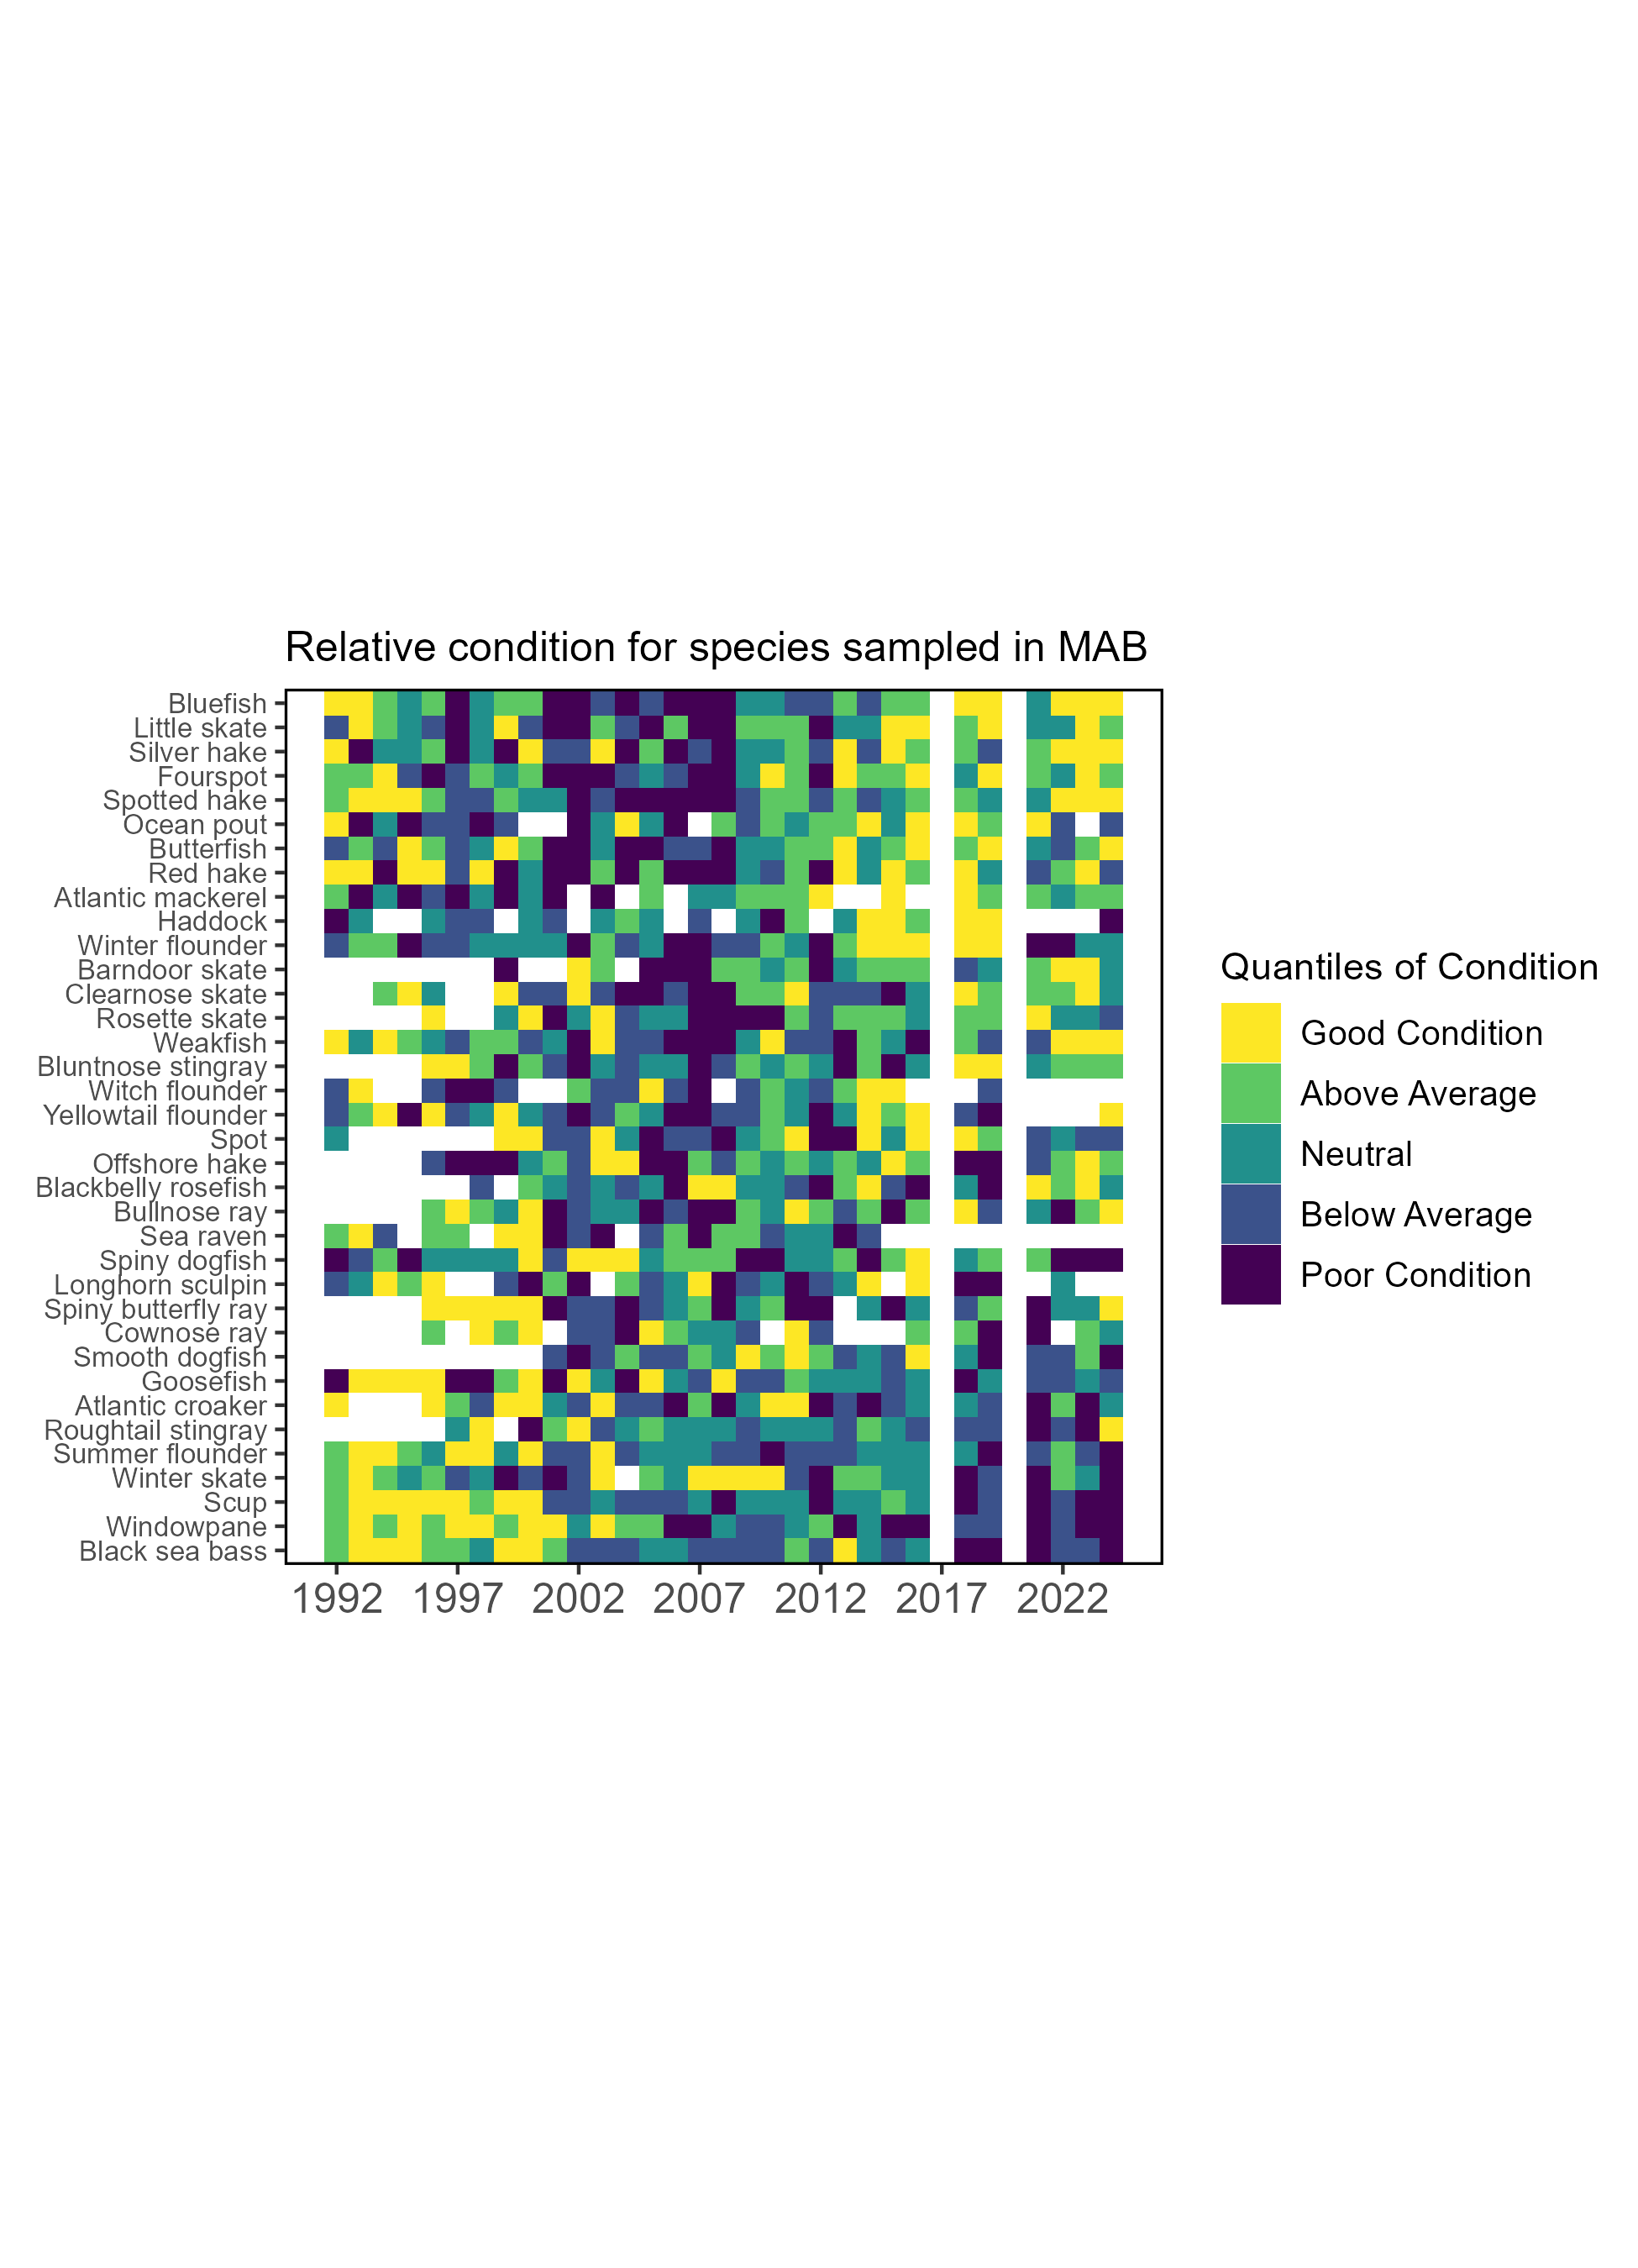 Relative condition for species sampled in MAB
Bluefish
Little skate
Silver hake
Fourspot
Spotted hake
Ocean pout
Butterfish
Red hake
Atlantic mackerel
Haddock
Winter flounder
Barndoor skate
Clearnose skate
Rosette skate
Weakfish
Bluntnose stingray
Witch flounder
Yellowtail flounder
Spot
Offshore hake
Blackbelly rosefish
Bullnose ray
Sea raven
Spiny dogfish
Longhorn sculpin
Spiny butterfly ray
Cownose ray
Smooth dogfish
Goosefish
Atlantic croaker
Roughtail stingray
Summer flounder
Winter skate
Scup
Windowpane
Black sea bass
1992 1997 2002 2007 2012 2017 2022
Quantiles of Condition
Good Condition
Above Average
Neutral
Below Average
Poor Condition